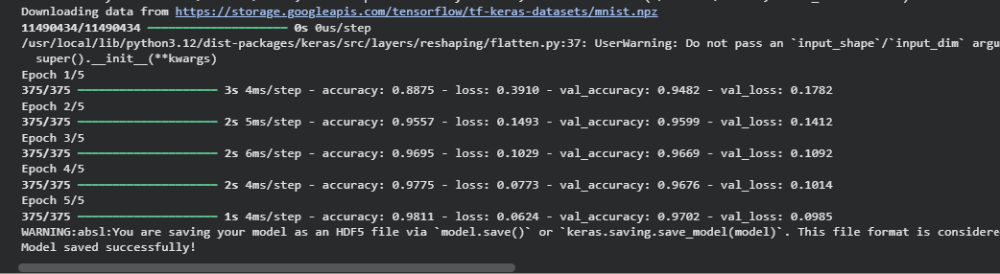 Downloading data from https://storage.googleapis.com/tensorflow/tf-keras-datasets/mnist.npz
11490434/11490434 ━━━━━━━━━━━━━━━━━━━━ 0s 0us/step
/usr/local/lib/python3.12/dist-packages/keras/src/layers/reshaping/flatten.py:37: UserWarning: Do not pass an `input_shape`/`input_dim` argu
super().__init__(**kwargs)
Epoch 1/5
375/375 ━━━━━━━━━━━━━━━━━━━━ 3s 4ms/step - accuracy: 0.8875 - loss: 0.3910 - val_accuracy: 0.9482 - val_loss: 0.1782
Epoch 2/5
375/375 ━━━━━━━━━━━━━━━━━━━━ 2s 5ms/step - accuracy: 0.9557 - loss: 0.1493 - val_accuracy: 0.9599 - val_loss: 0.1412
Epoch 3/5
375/375 ━━━━━━━━━━━━━━━━━━━━ 2s 6ms/step - accuracy: 0.9695 - loss: 0.1029 - val_accuracy: 0.9669 - val_loss: 0.1092
Epoch 4/5
375/375 ━━━━━━━━━━━━━━━━━━━━ 2s 4ms/step - accuracy: 0.9775 - loss: 0.0773 - val_accuracy: 0.9676 - val_loss: 0.1014
Epoch 5/5
375/375 ━━━━━━━━━━━━━━━━━━━━ 1s 4ms/step - accuracy: 0.9811 - loss: 0.0624 - val_accuracy: 0.9702 - val_loss: 0.0985
WARNING:absl:You are saving your model as an HDF5 file via `model.save()` or `keras.saving.save_model(model)`. This file format is considere
Model saved successfully!